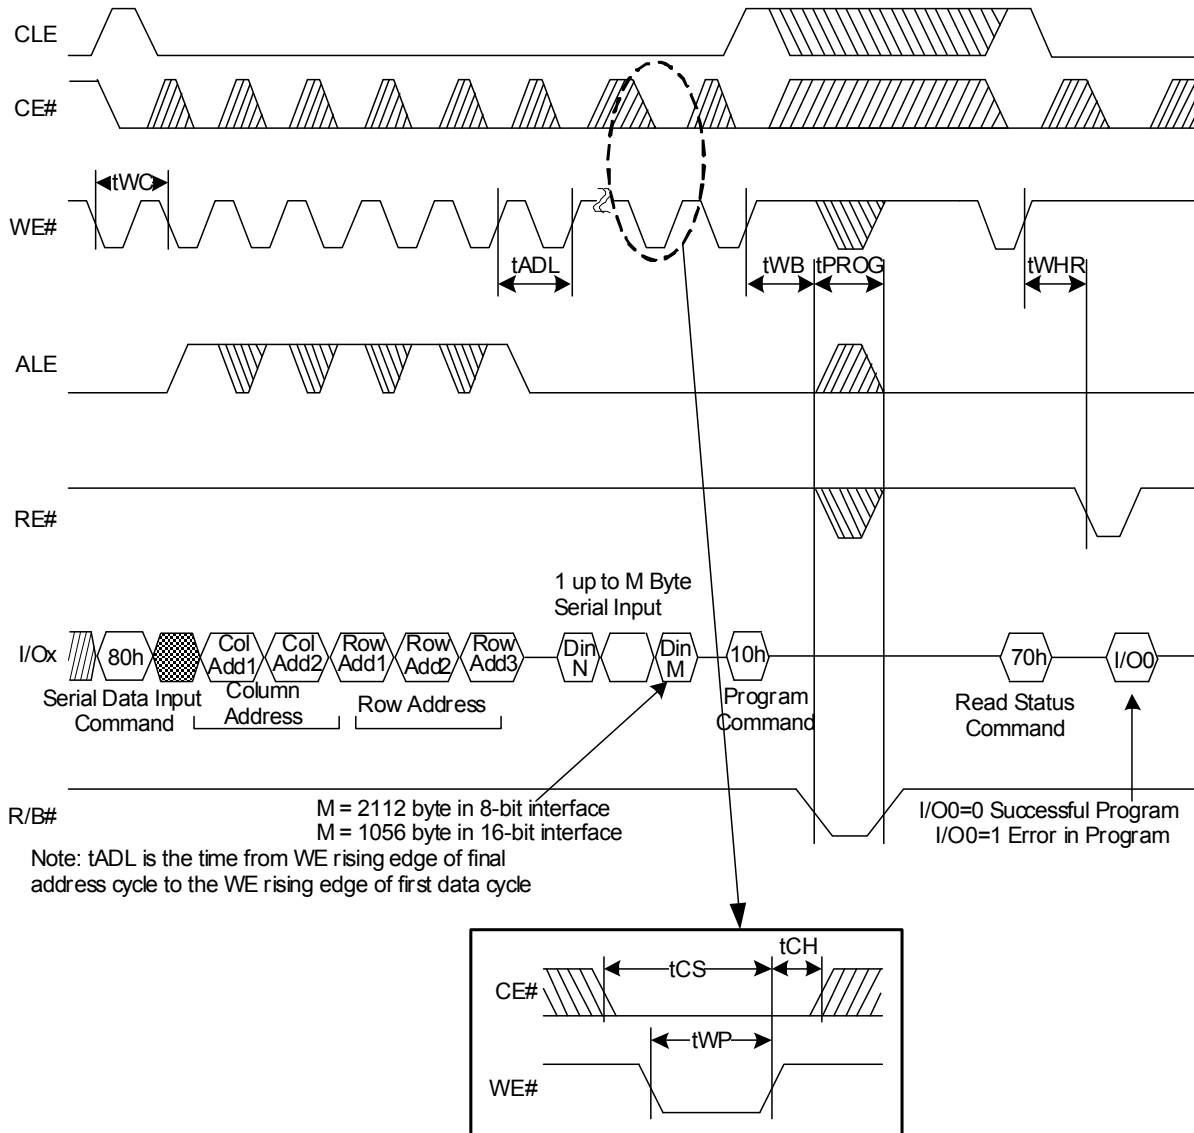 CLE
CE#
tWC
WE#
tADL
tWB
tPROG
tWHR
ALE
RE#
1 up to M Byte
Serial Input
I/Ox
80h
Col
Add1
Col
Add2
Row
Add1
Row
Add2
Row
Add3
Din
N
Din
M
10h
70h
I/O0
Serial Data Input
Command
Column
Address
Row Address
Program
Command
Read Status
Command
R/B#
M = 2112 byte in 8-bit interface
M = 1056 byte in 16-bit interface
I/O0=0 Successful Program
I/O0=1 Error in Program
Note: tADL is the time from WE rising edge of final
address cycle to the WE rising edge of first data cycle
tCH
tCS
CE#
tWP
WE#